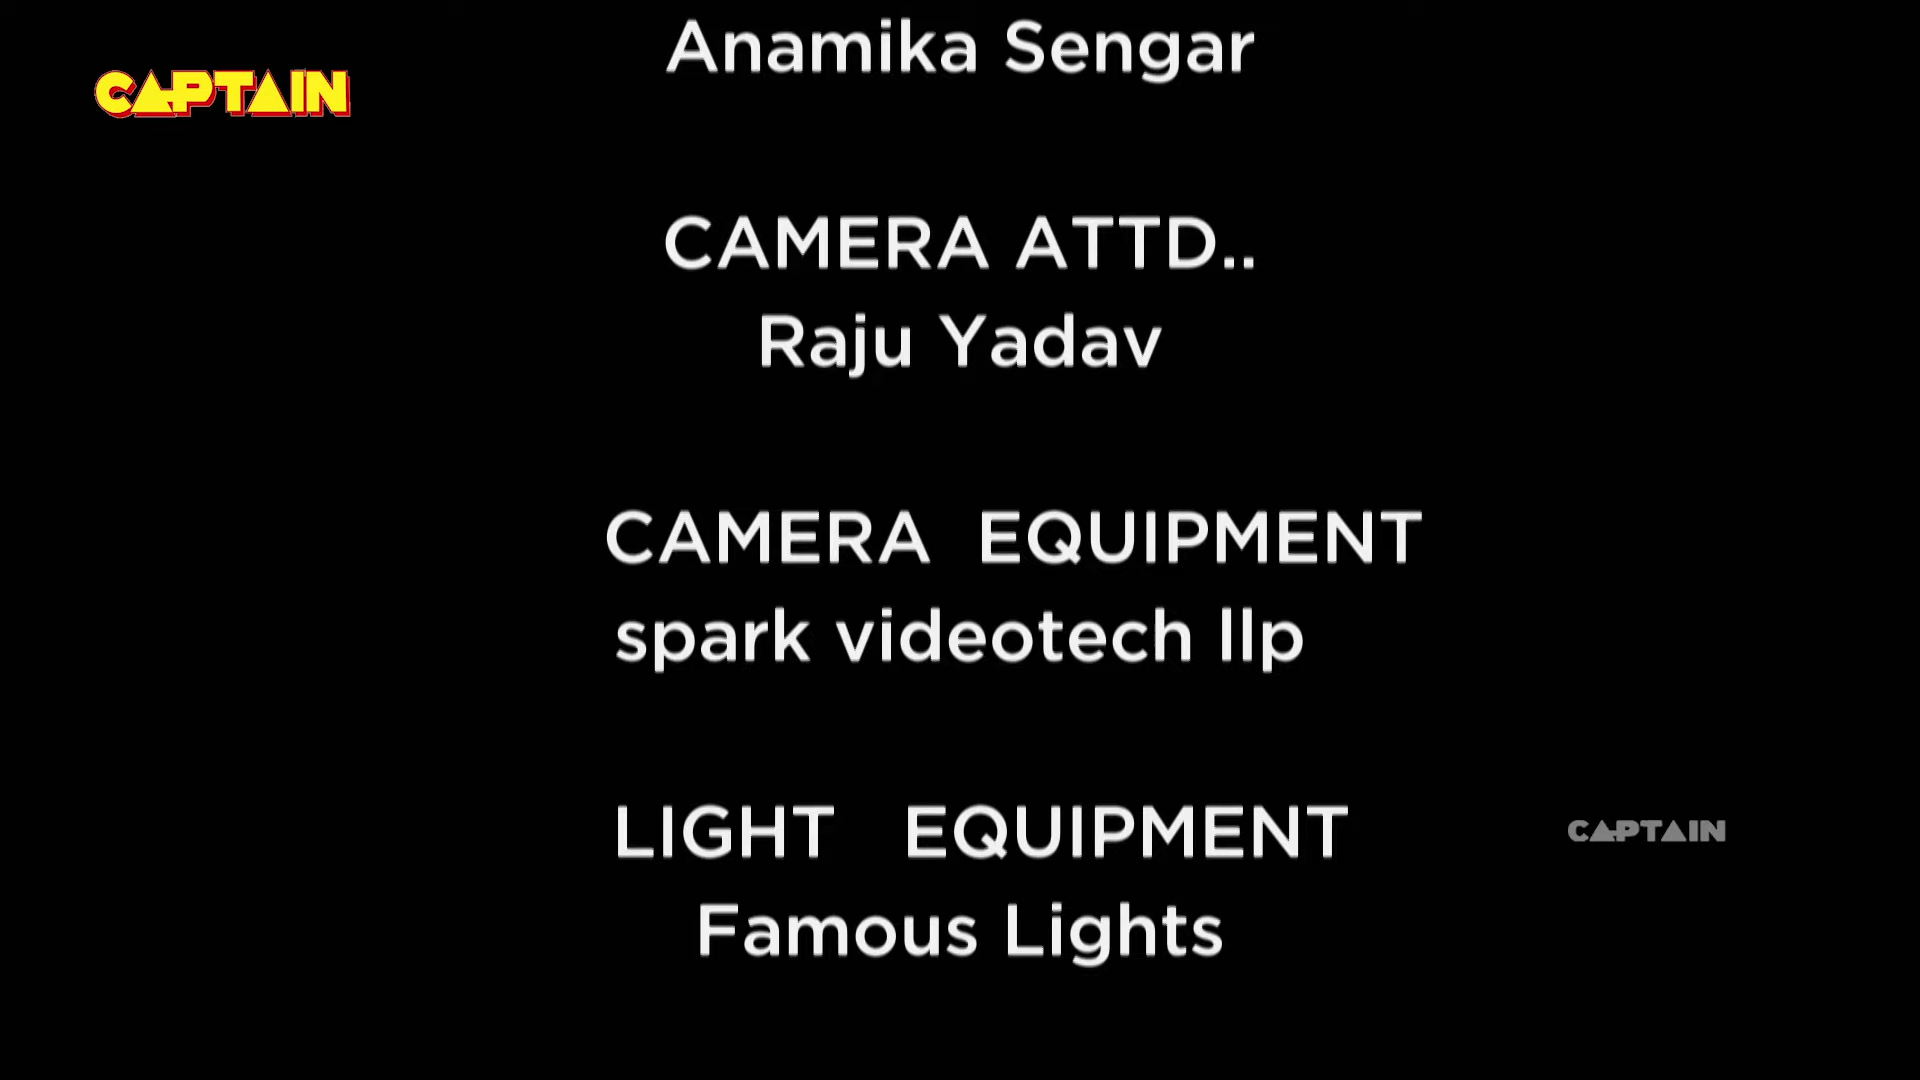 Anamika Sengar
CAPTAIN
CAMERA ATTD..
Raju Yadav
CAMERA EQUIPMENT
spark videotech llp
LIGHT EQUIPMENT
CAPTAIN
Famous Lights